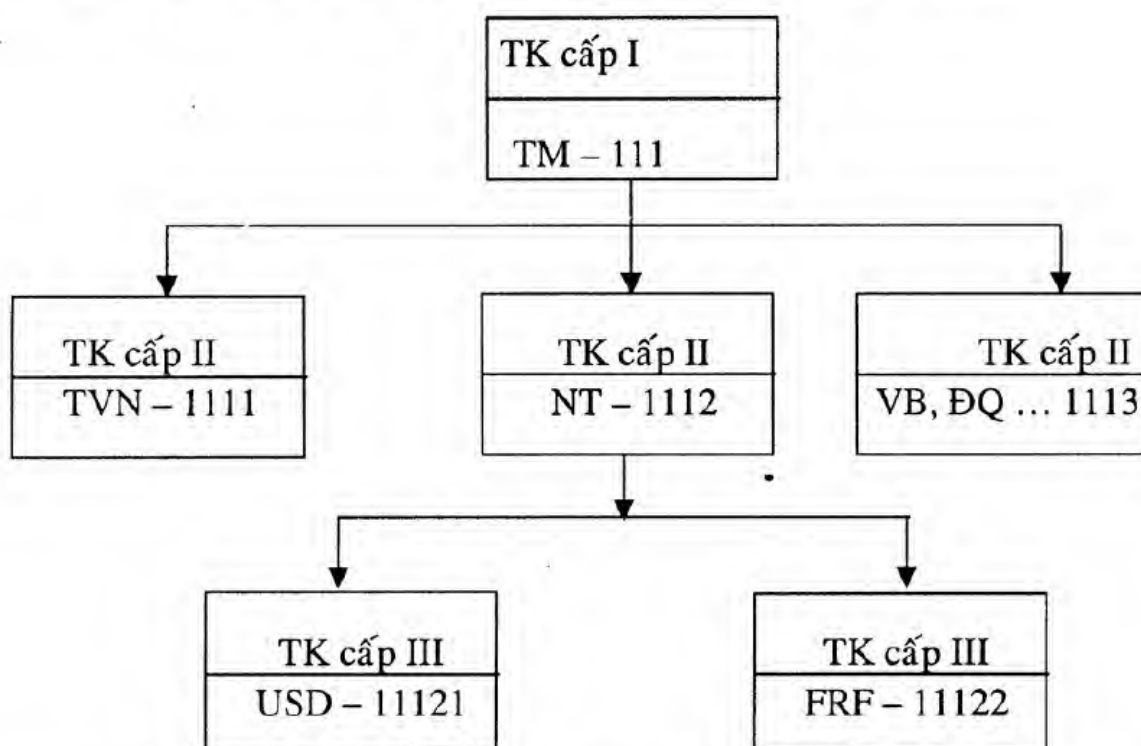 TK cấp I
TM – 111
TK cấp II
TVN – 1111
TK cấp II
NT – 1112
TK cấp II
VB, ĐQ ... 1113
TK cấp III
USD – 11121
TK cấp III
FRF – 11122